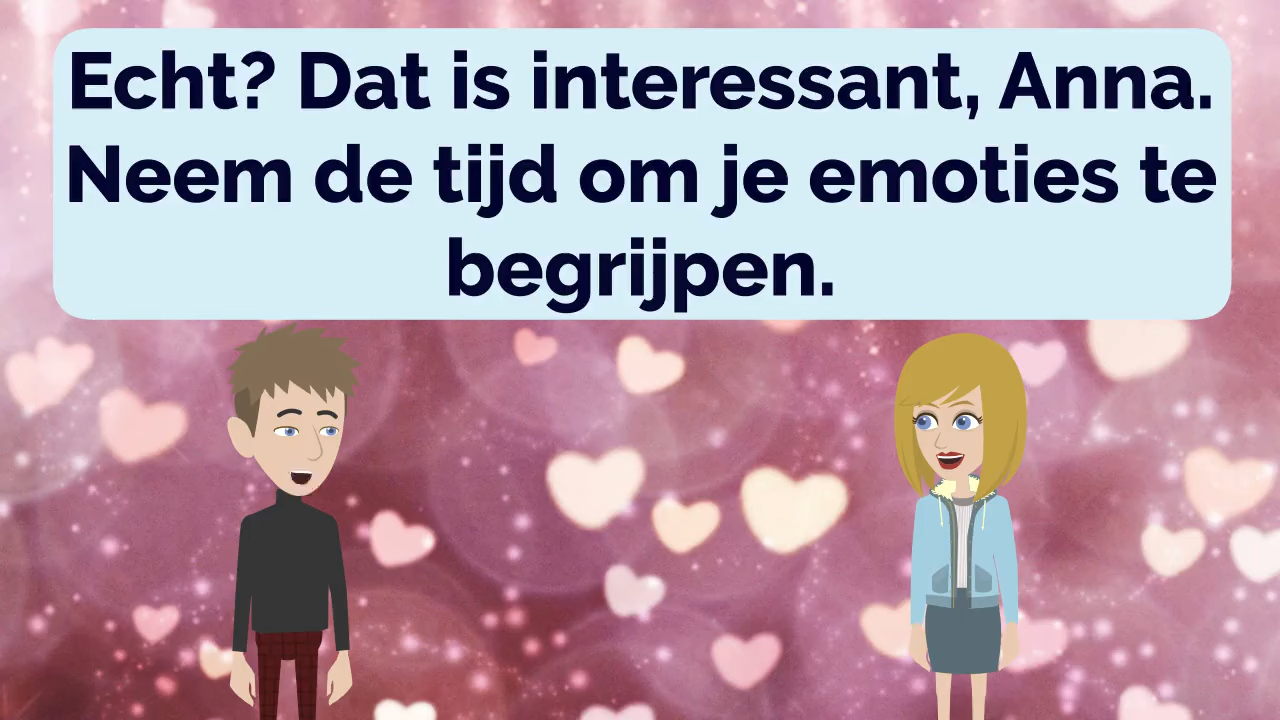 Echt? Dat is interessant, Anna.
Neem de tijd om je emoties te
begrijpen.